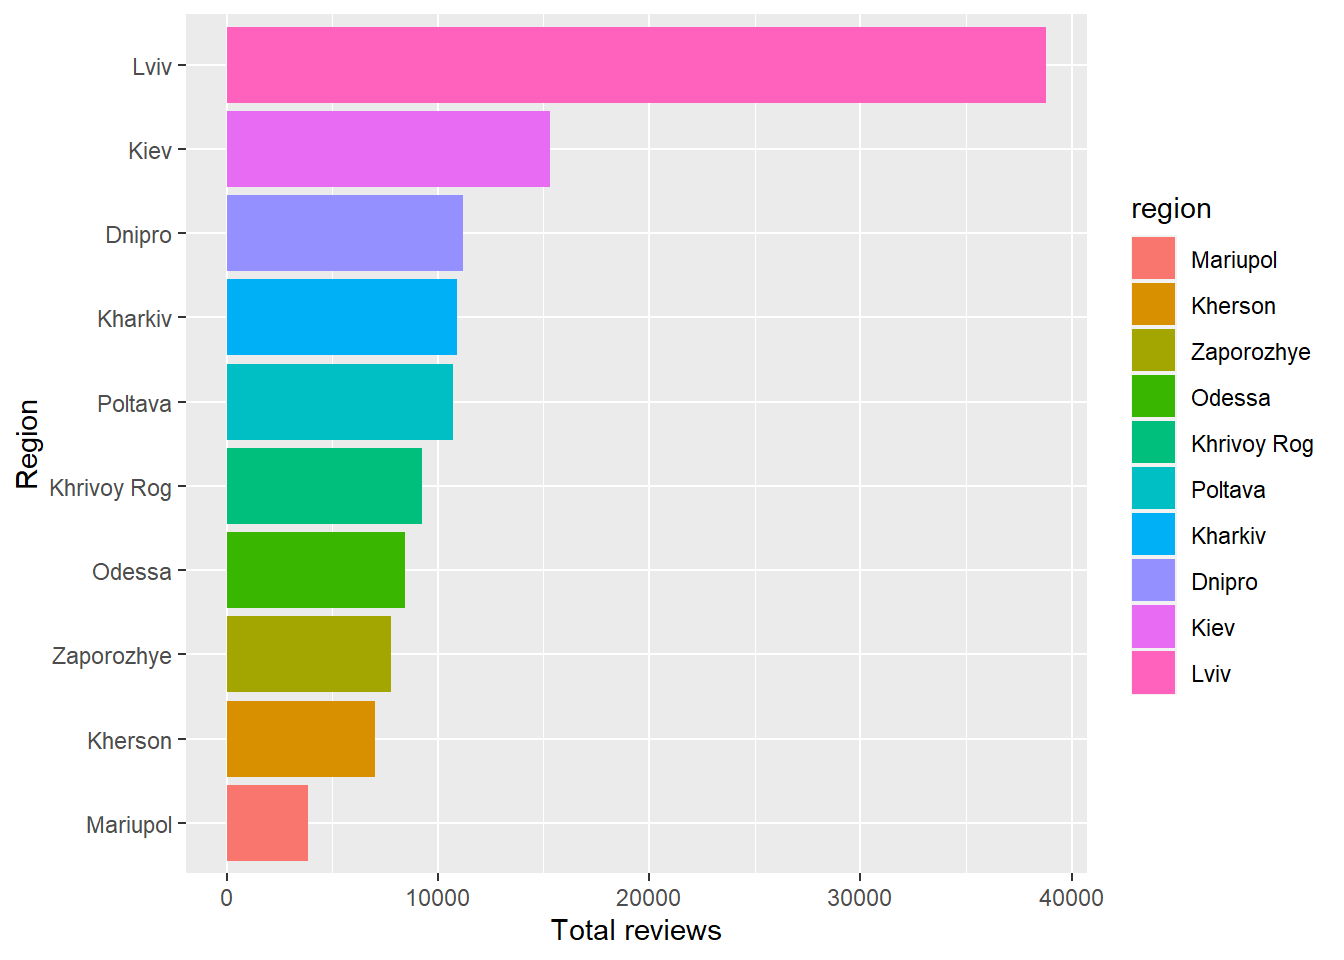 Lviv
Kiev
Dnipro
Kharkiv
Poltava
Khrivoy Rog
Odessa
Zaporozhye
Kherson
Mariupol
Region
0 10000 20000 30000 40000
Total reviews
region
Mariupol
Kherson
Zaporozhye
Odessa
Khrivoy Rog
Poltava
Kharkiv
Dnipro
Kiev
Lviv